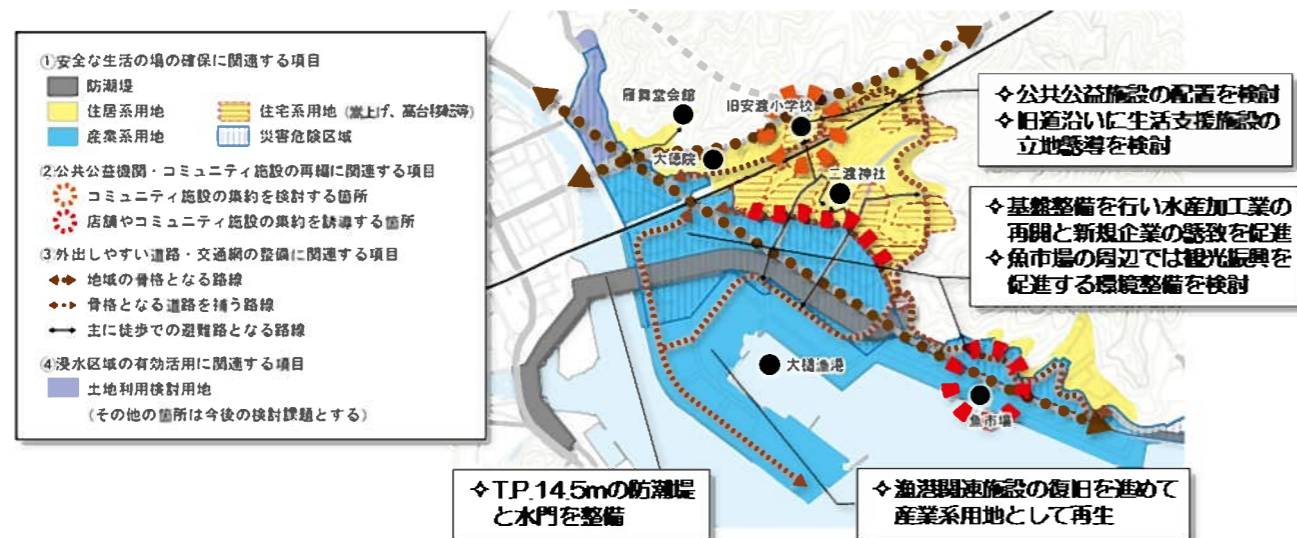 ①安全な生活の場の確保に関連する項目
防潮堤
住居系用地
住宅系用地(嵩上げ、高台移転等)
産業系用地
災害危険区域
②公共公益機関・コミュニティ施設の再編に関連する項目
コミュニティ施設の集約を検討する箇所
店舗やコミュニティ施設の集約を誘導する箇所
③外出しやすい道路・交通網の整備に関連する項目
地域の骨格となる路線
骨格となる道路を補う路線
主に徒歩での避難路となる路線
④浸水区域の有効活用に関連する項目
土地利用検討用地
(その他の箇所は今後の検討課題とする)
雁舞堂会館
旧安渡小学校
大徳院
二渡神社
大槌漁港
魚市場
✧公共公益施設の配置を検討
✧旧道沿いに生活支援施設の
立地誘導を検討
✧基盤整備を行い水産加工業の
再開と新規企業の誘致を促進
✧魚市場の周辺では観光振興を
促進する環境整備を検討
✧T.P.14.5mの防潮堤
と水門を整備
✧漁港関連施設の復旧を進めて
産業系用地として再生